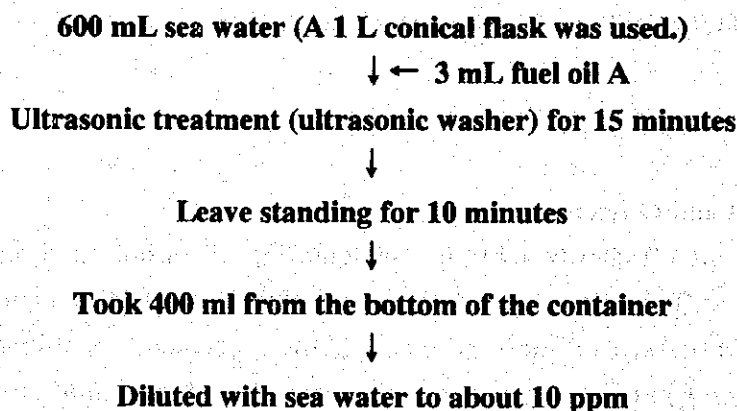 600 mL sea water (A 1 L conical flask was used.)
↓ ← 3 mL fuel oil A
Ultrasonic treatment (ultrasonic washer) for 15 minutes
↓
Leave standing for 10 minutes
↓
Took 400 ml from the bottom of the container
↓
Diluted with sea water to about 10 ppm